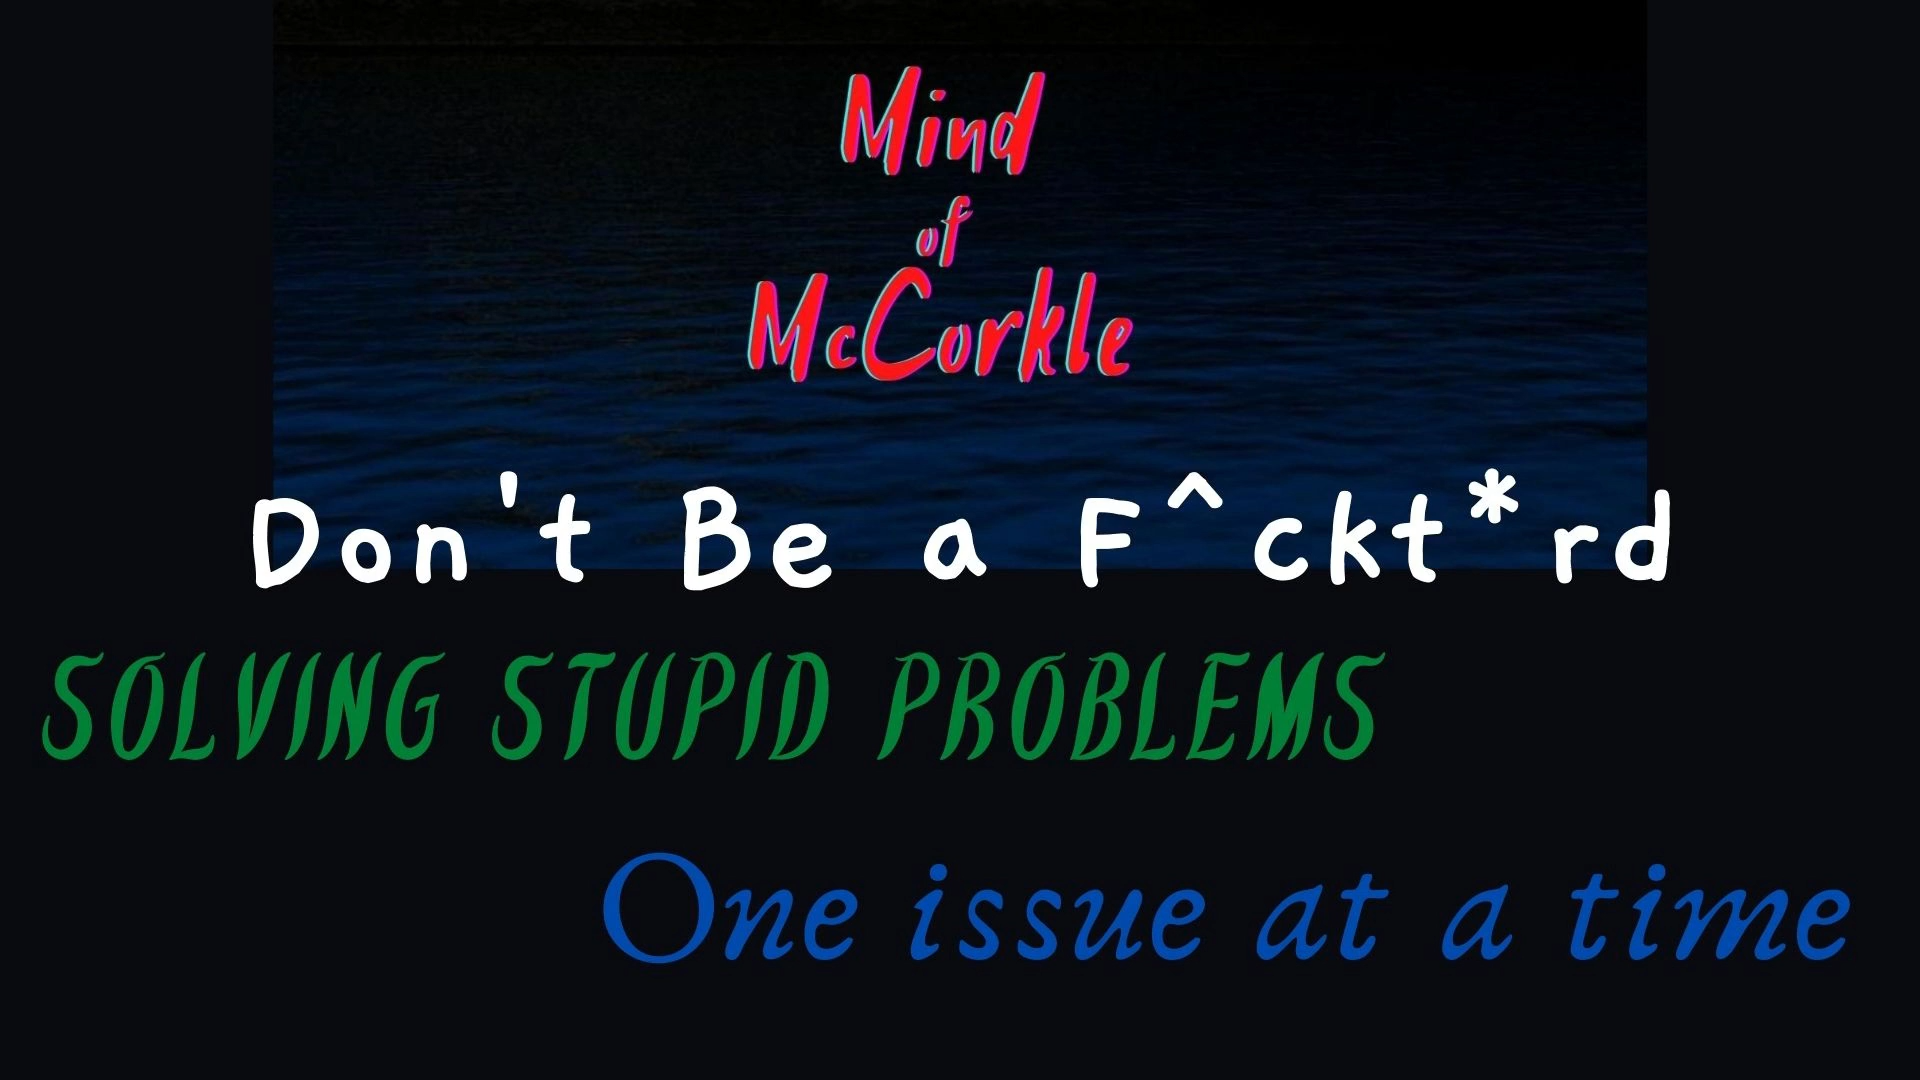 Mind
of
McCorkle
Don't Be a F^ckt*rd
SOLVING STUPID PROBLEMS
One issue at a time